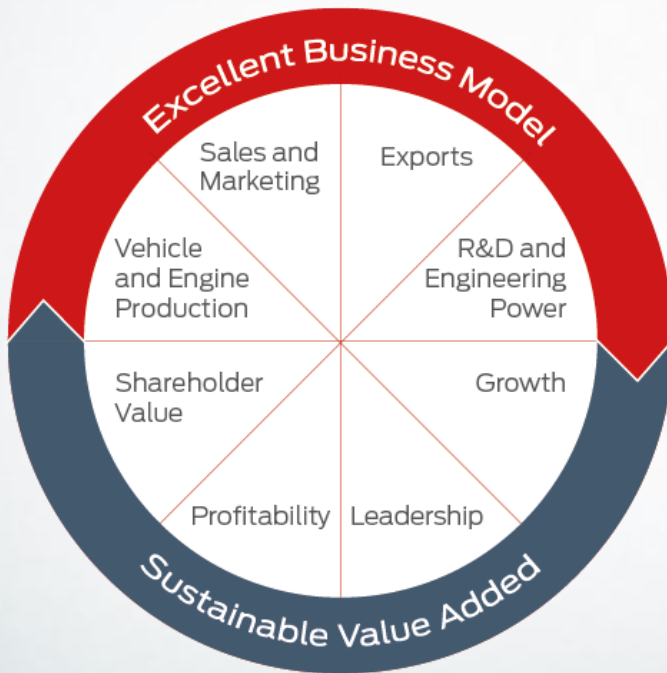 Excellent Business Model
Sales and
Marketing
Exports
Vehicle
and Engine
Production
R&D and
Engineering
Power
Shareholder
Value
Growth
Profitability
Leadership
Sustainable Value Added